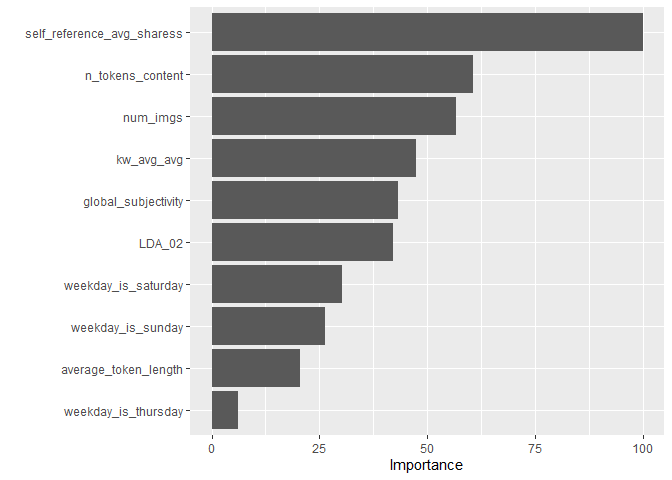 self_reference_avg_sharess
n_tokens_content
num_imgs
kw_avg_avg
global_subjectivity
LDA_02
weekday_is_saturday
weekday_is_sunday
average_token_length
weekday_is_thursday
0 25 50 75 100
Importance